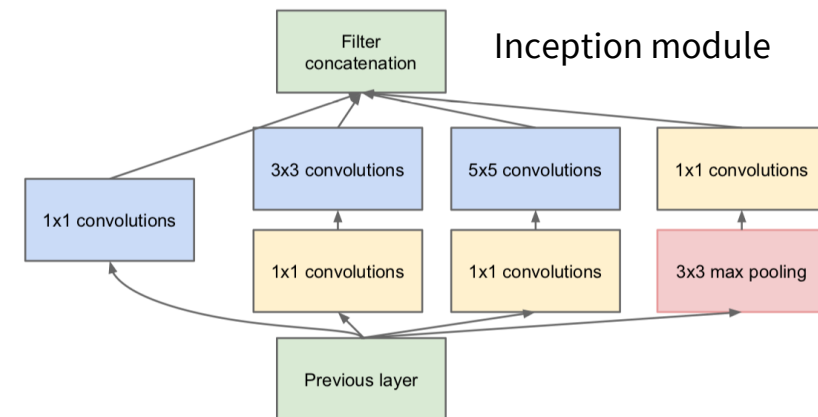 Filter
concatenation
Inception module
3x3 convolutions
5x5 convolutions
1x1 convolutions
1x1 convolutions
1x1 convolutions
1x1 convolutions
3x3 max pooling
Previous layer